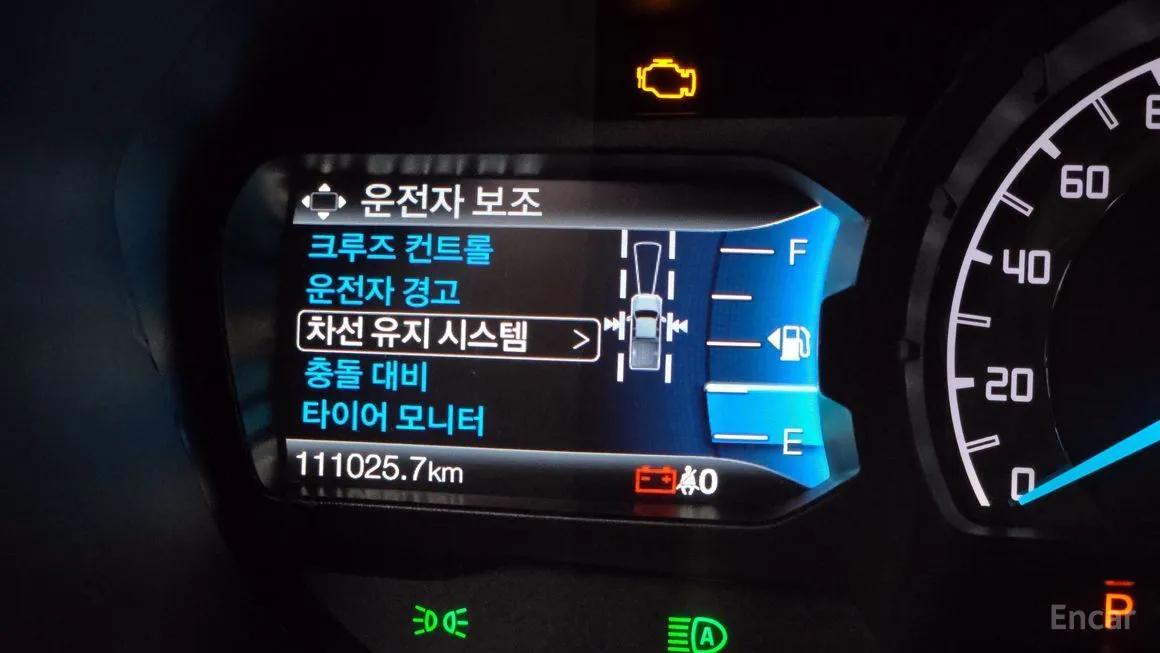 운전자 보조
크루즈 컨트롤
운전자 경고
차선 유지 시스템 >
충돌 대비
타이어 모니터
111025.7km
0
F
E
60
40
20
0
A
P
Encar